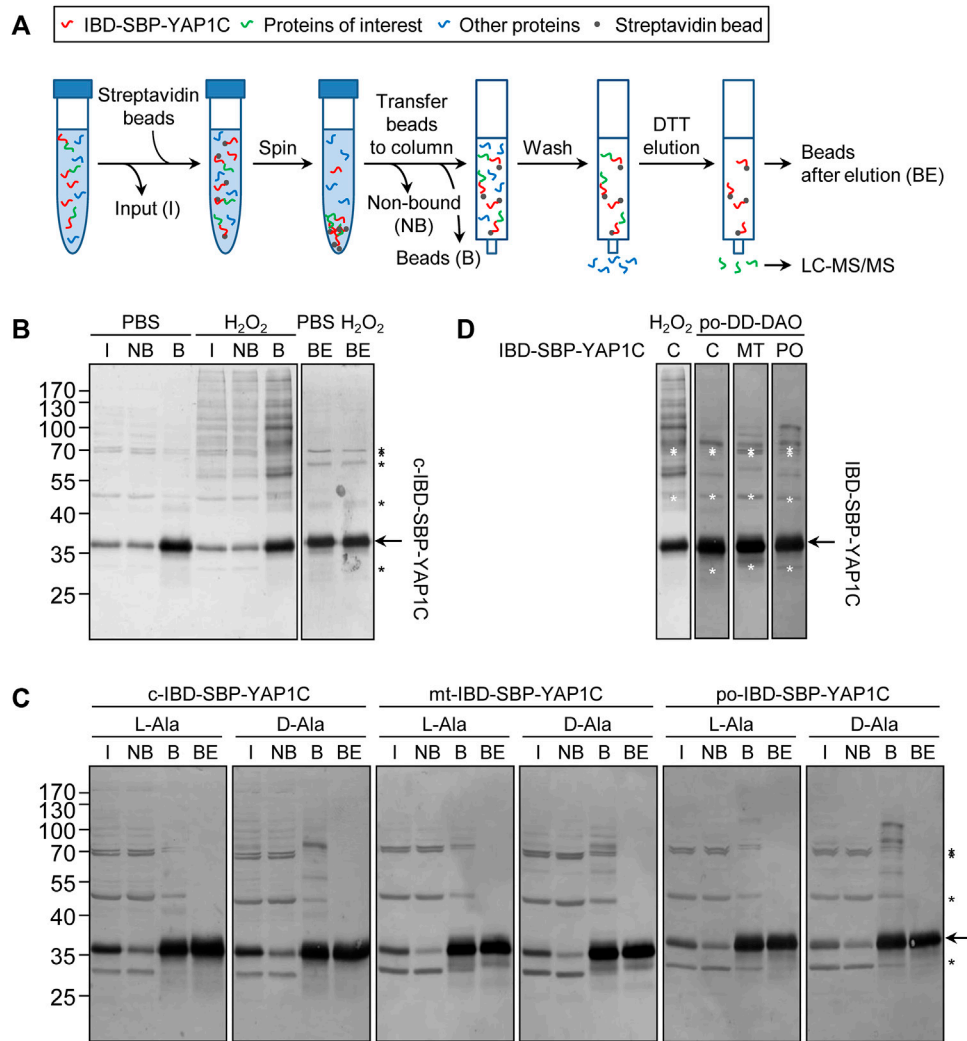 A
IBD-SBP-YAP1C Proteins of interest Other proteins Streptavidin bead
Streptavidin
beads
Input (I)
Spin
Transfer
beads
to column
Non-bound
(NB)
Beads (B)
Wash
DTT
elution
Beads
after elution (BE)
LC-MS/MS
B
PBS H2O2 PBS H2O2
I NB B I NB B BE BE
170
130
100
70
55
40
35
25
*
*
*
*
*
c-IBD-SBP-YAP1C
D
H2O2 po-DD-DAO
IBD-SBP-YAP1C C C MT PO
* * * *
* * * *
* * * *
* * *
IBD-SBP-YAP1C
C
c-IBD-SBP-YAP1C mt-IBD-SBP-YAP1C po-IBD-SBP-YAP1C
L-Ala D-Ala L-Ala D-Ala L-Ala D-Ala
I NB B BE I NB B BE I NB B BE I NB B BE I NB B BE I NB B BE
170
130
100
70
55
40
35
25
*
*
*
*